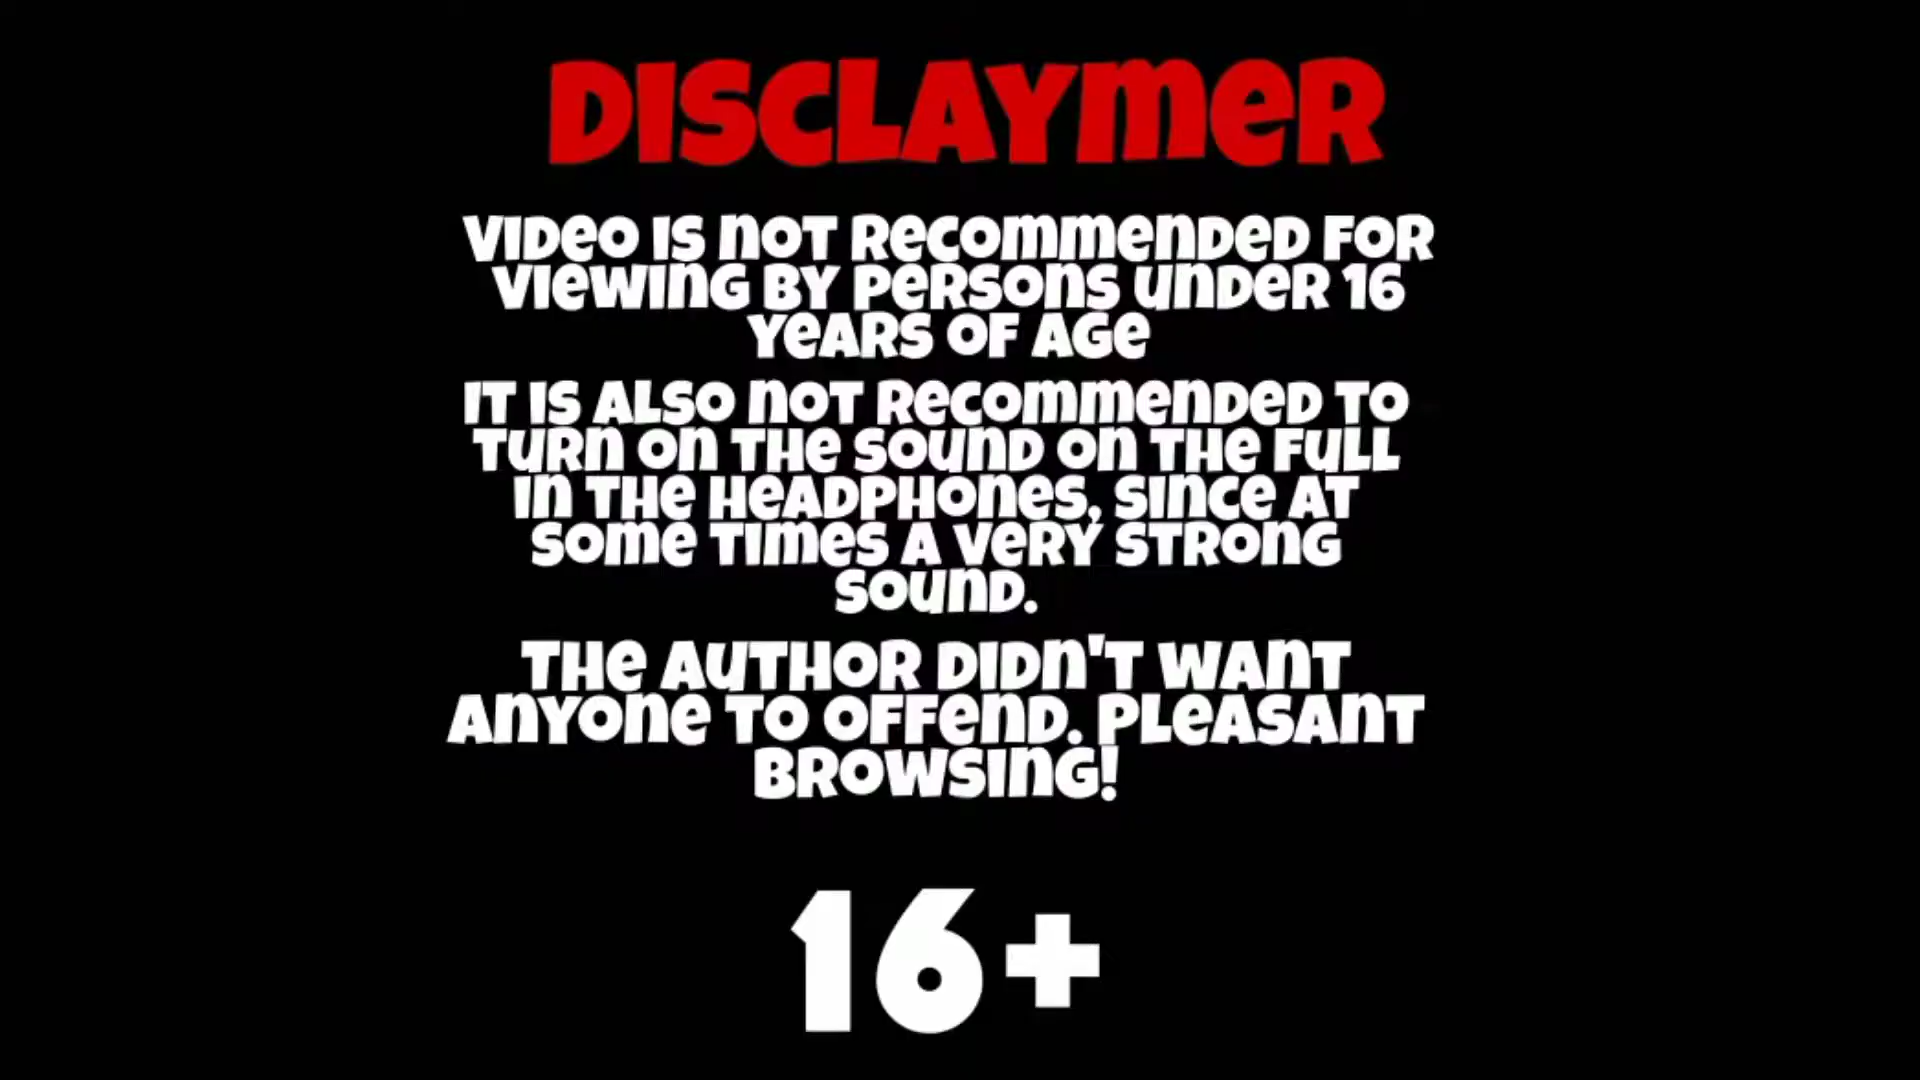 DISCLAYMER
VIDEO IS NOT RECOMMENDED FOR
VIEWING BY PERSONS UNDER 16
YEARS OF AGE
IT IS ALSO NOT RECOMMENDED TO
TURN ON THE SOUND ON THE FULL
IN THE HEADPHONES, SINCE AT
SOME TIMES A VERY STRONG
SOUND.
THE AUTHOR DIDN'T WANT
ANYONE TO OFFEND. PLEASANT
BROWSING!
16+